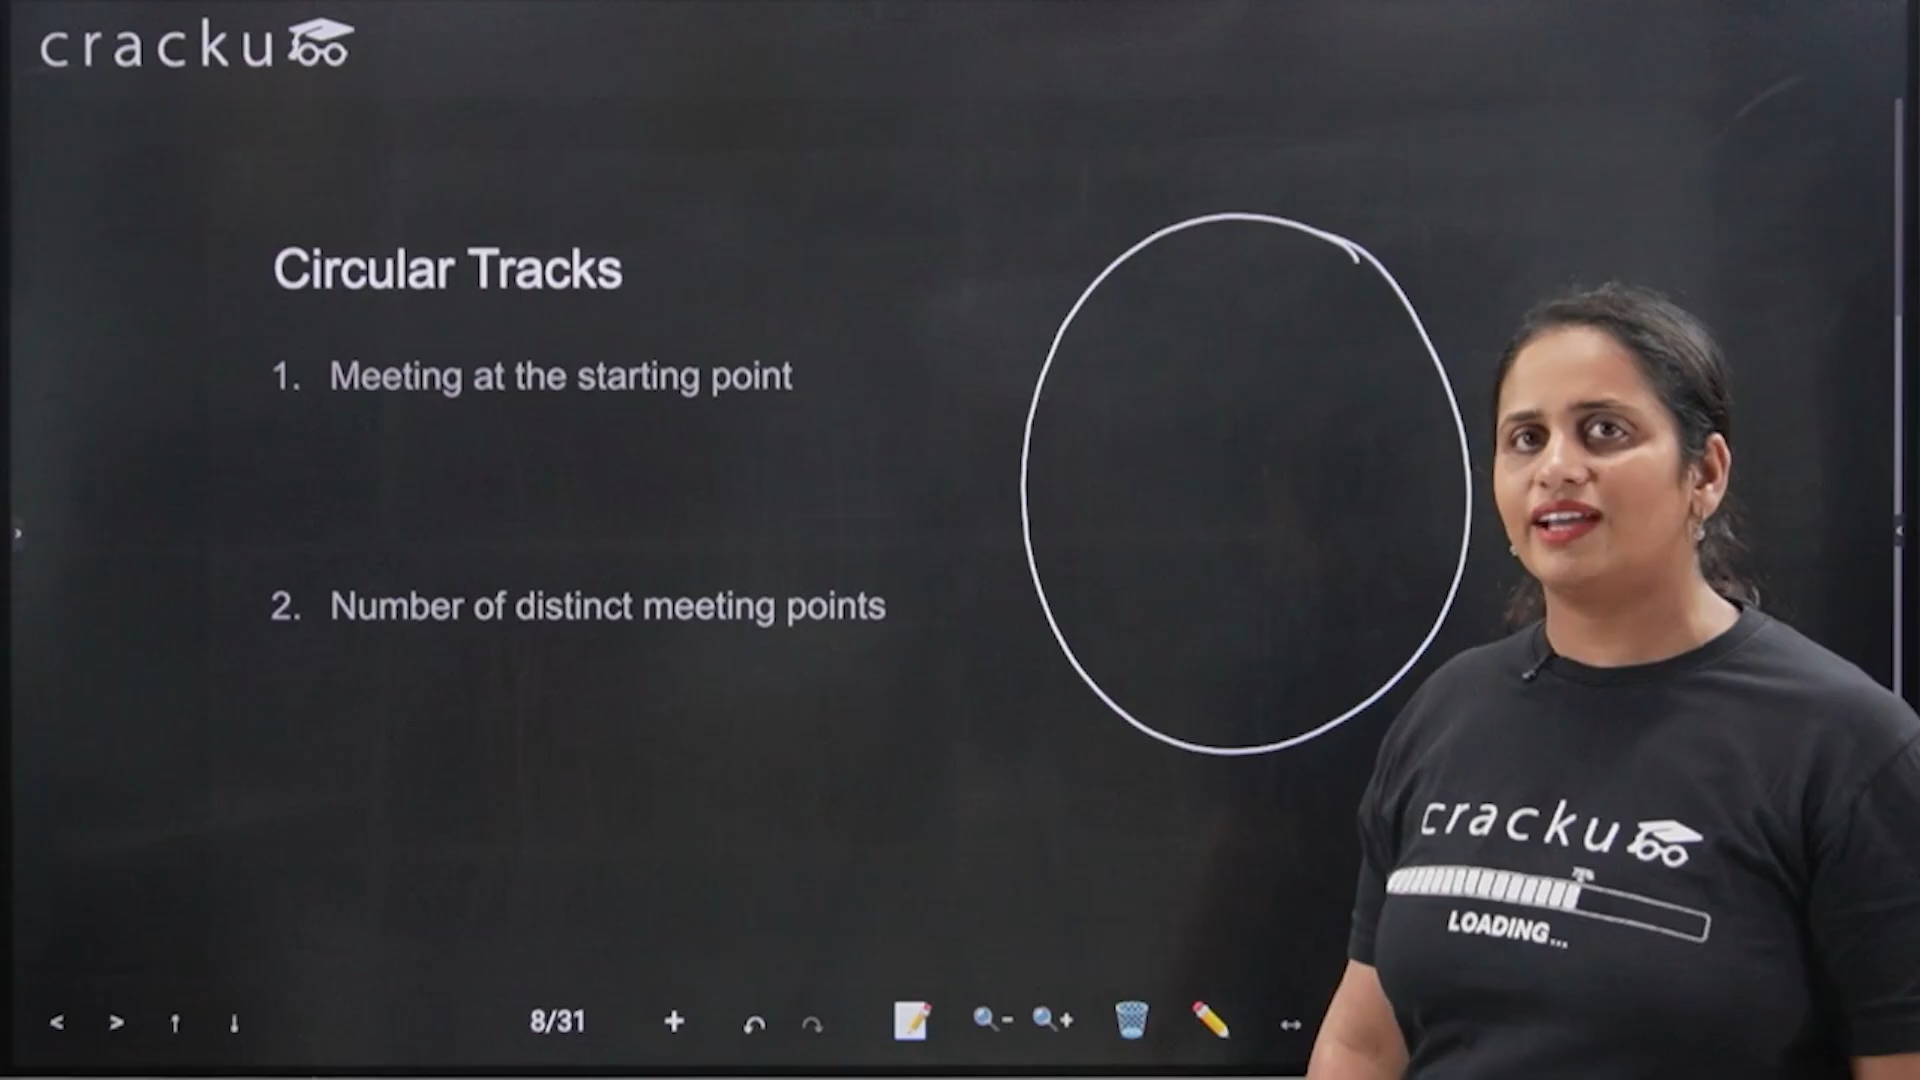 cracku
Circular Tracks
1. Meeting at the starting point
2. Number of distinct meeting points
cracku
LOADING...
< > ↑ ↓ 8/31 +